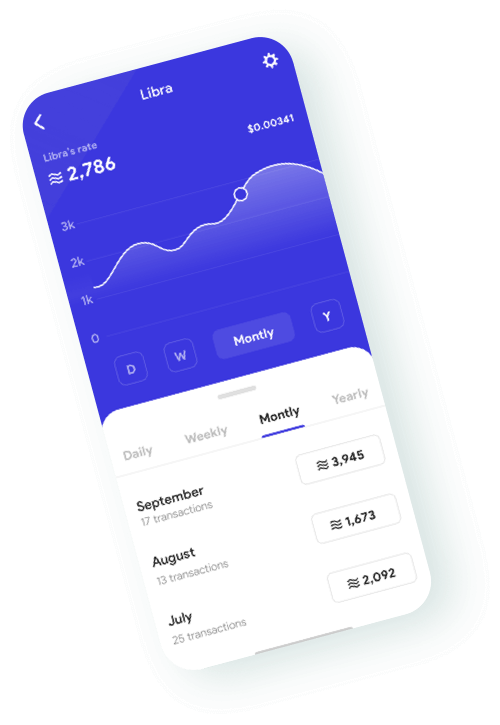 Libra
$0.00341
Libra's rate
≋ 2,786
3k
2k
1k
0
D W Montly Y
Daily Weekly Montly Yearly
September ≋ 3,945
17 transactions
August ≋ 1,673
13 transactions
July ≋ 2,092
25 transactions